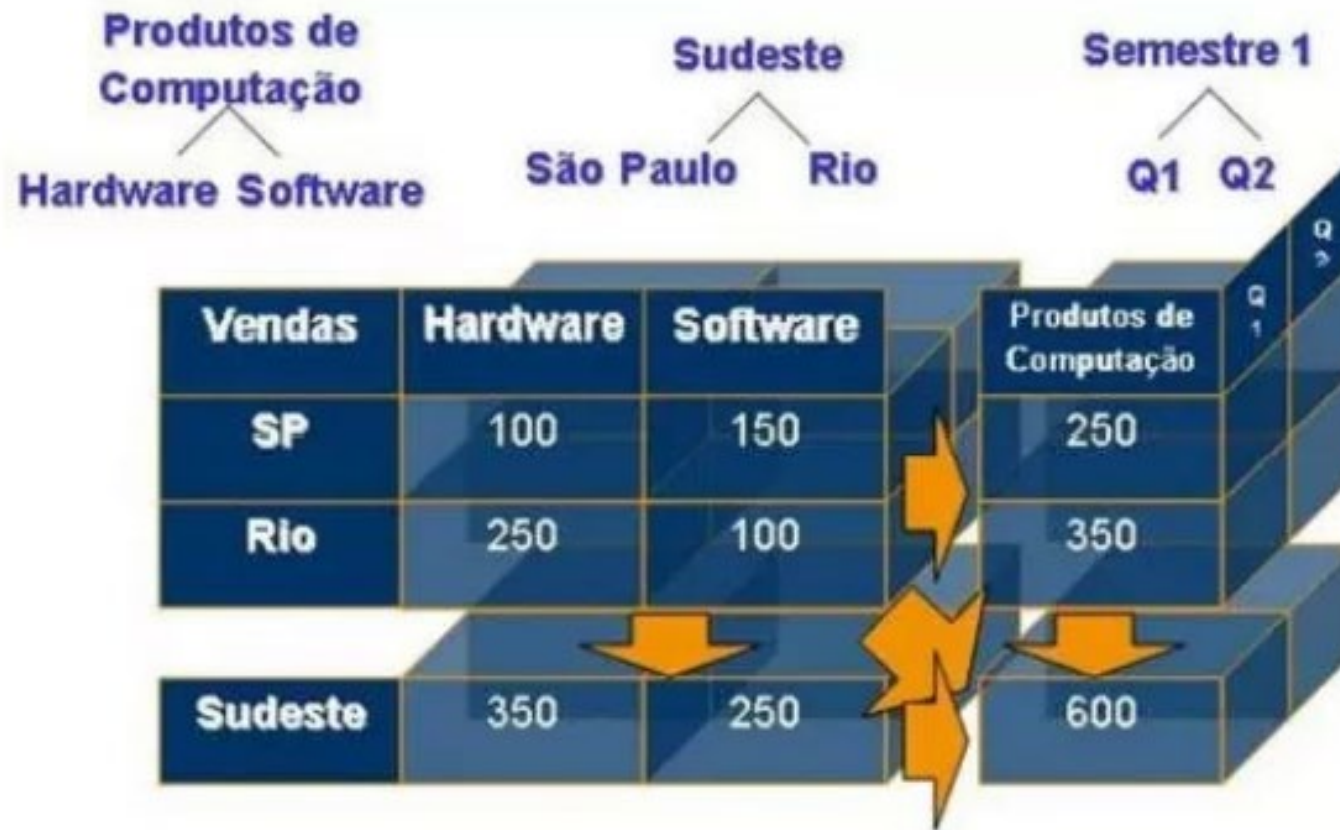 Produtos de
Computação
Hardware Software
Sudeste
São Paulo Rio
Semestre 1
Q1 Q2
Vendas Hardware Software Produtos de
Computação
Q
1
Q
SP 100 150 250
Rio 250 100 350
Sudeste 350 250 600